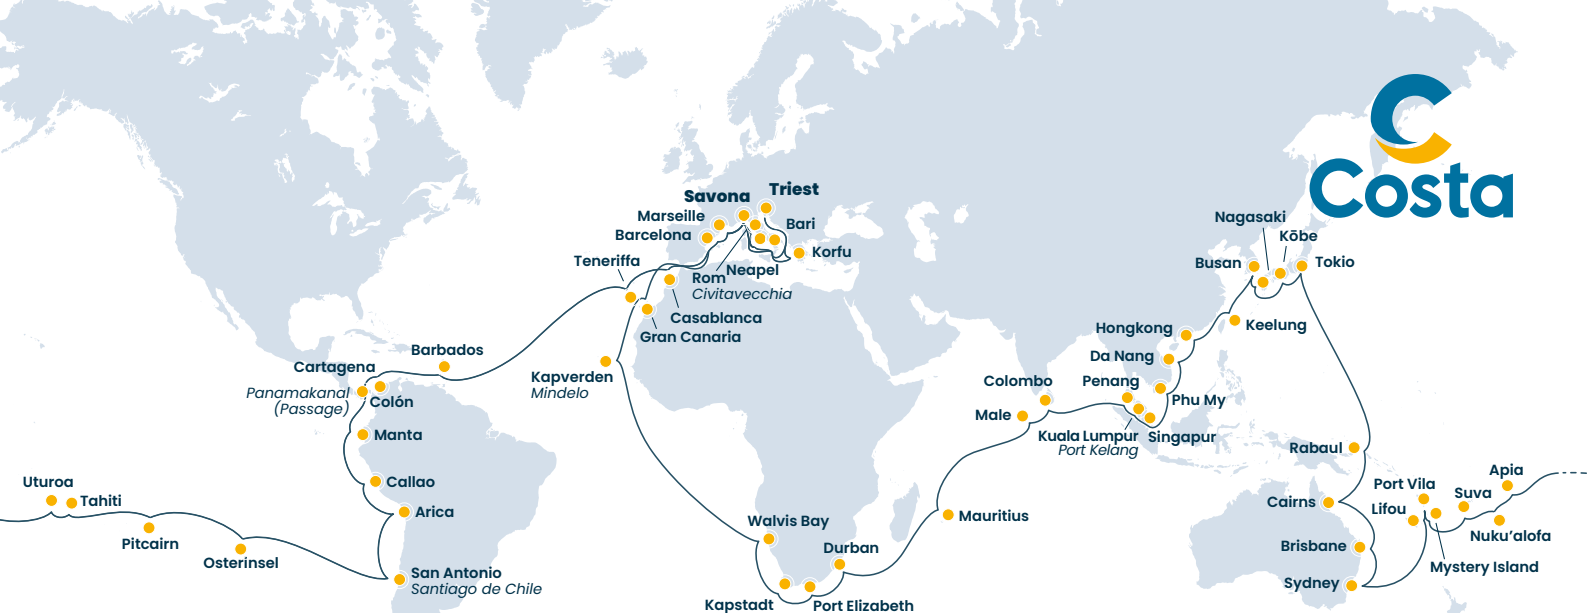 Costa
Savona
Triest
Marseille
Bari
Barcelona
Korfu
Teneriffa
Rom
Neapel
Civitavecchia
Casablanca
Gran Canaria
Nagasaki
Kōbe
Busan
Tokio
Keelung
Hongkong
Da Nang
Penang
Phu My
Colombo
Male
Kuala Lumpur
Port Kelang
Singapur
Barbados
Cartagena
Panamakanal
(Passage)
Colón
Kapverden
Mindelo
Manta
Callao
Arica
San Antonio
Santiago de Chile
Uturoa
Tahiti
Pitcairn
Osterinsel
Walvis Bay
Durban
Kapstadt
Port Elizabeth
Mauritius
Rabaul
Cairns
Brisbane
Sydney
Port Vila
Lifou
Suva
Apia
Nuku’alofa
Mystery Island